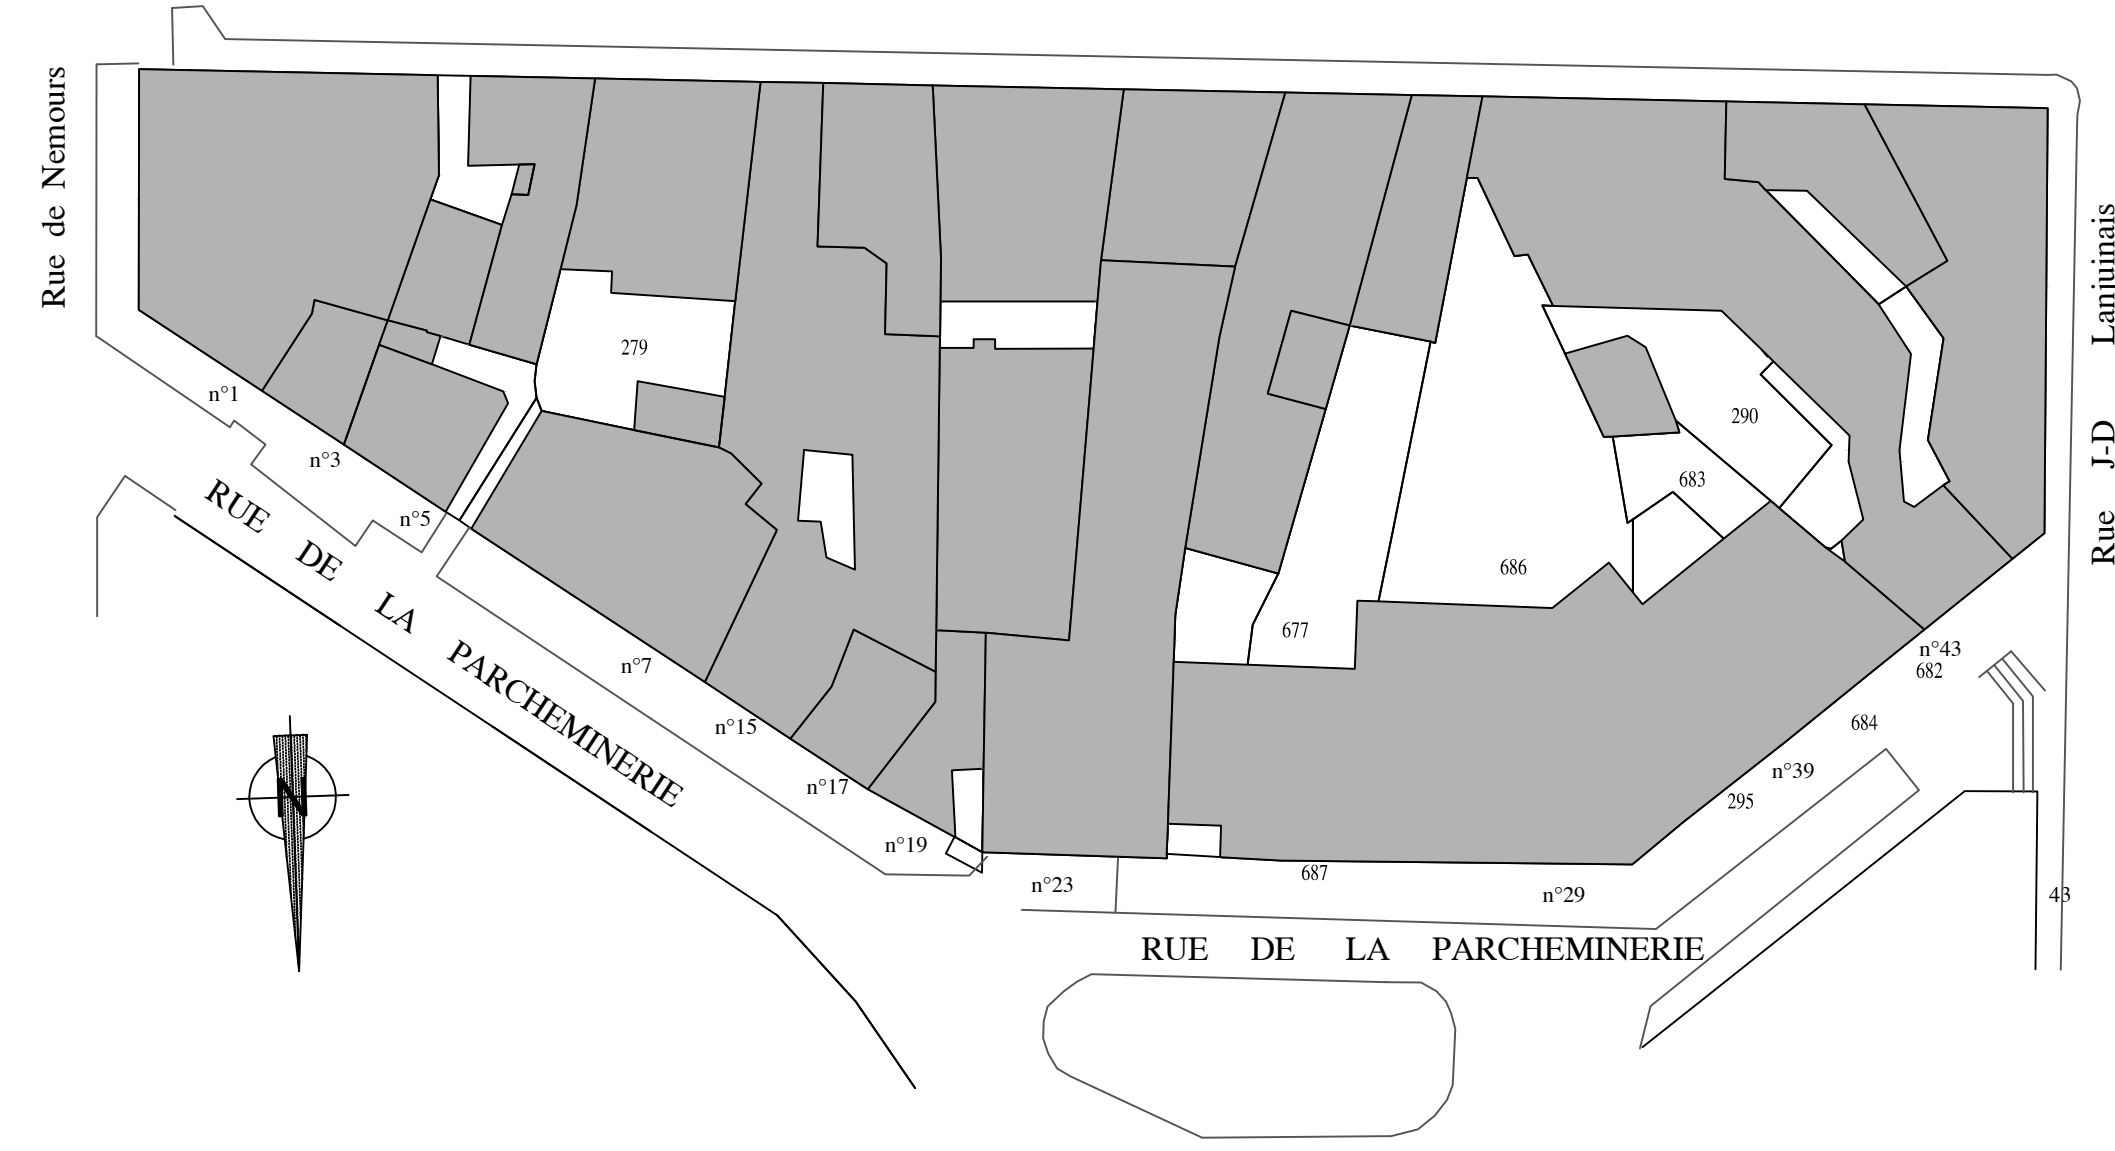 Rue de Nemours
279
n°1
n°3
n°5
290
683
686
677
Rue J-D Lanjuinais
RUE DE LA PARCHEMINERIE
n°7
n°15
n°17
n°19
n°43
682
684
n°39
295
687
n°23
n°29
43
RUE DE LA PARCHEMINERIE
N